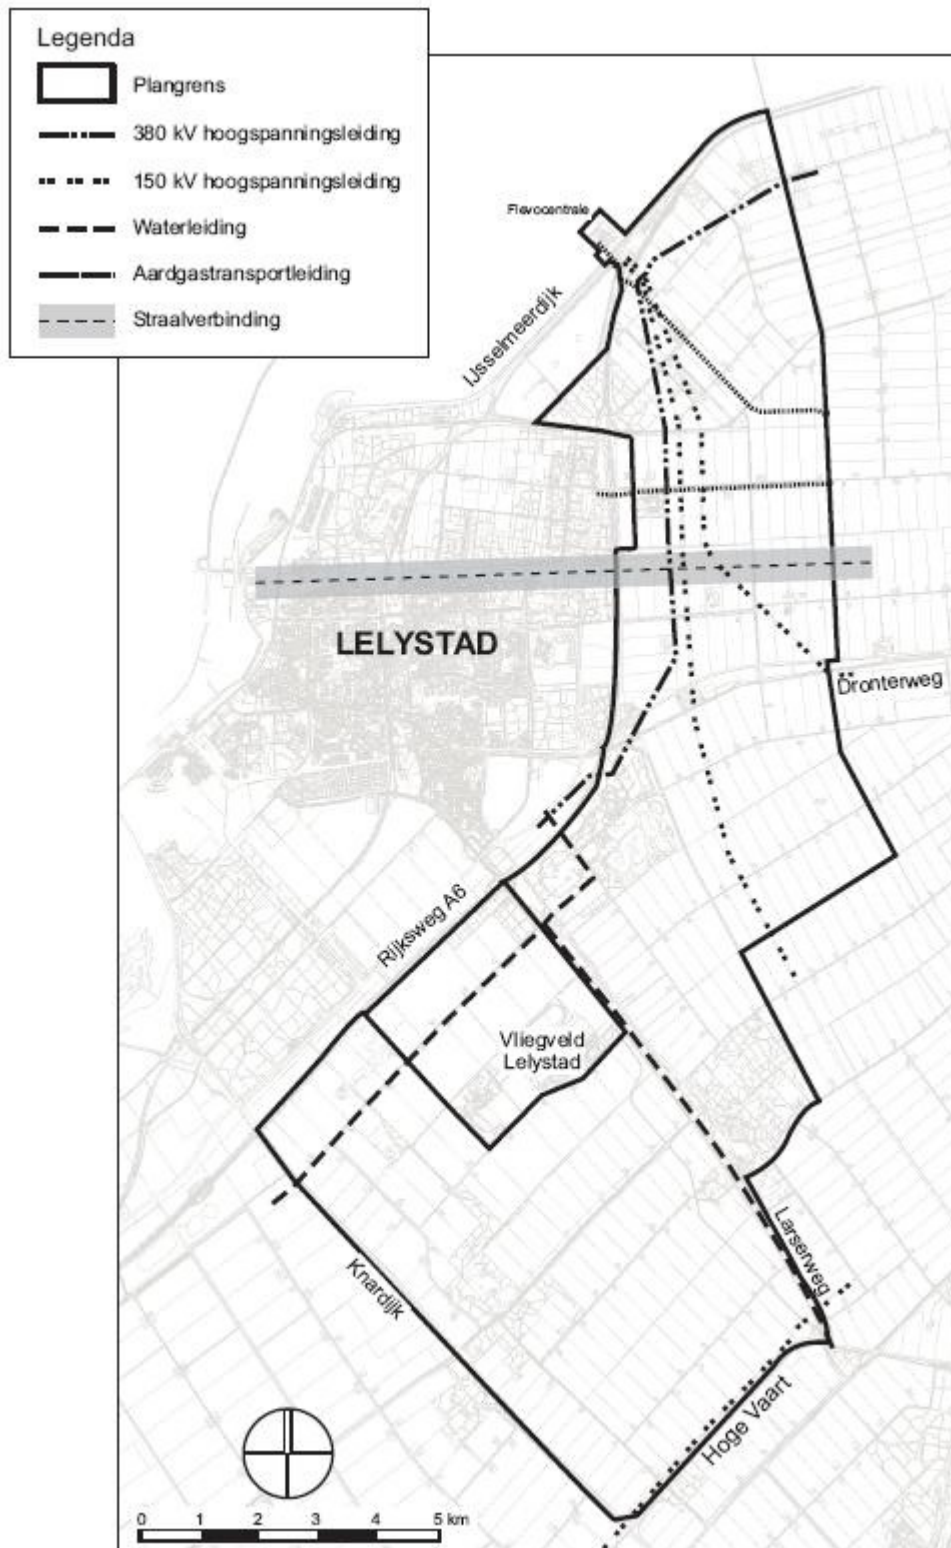 Legenda
Plangrens
380 kV hoogspanningsleiding
150 kV hoogspanningsleiding
Waterleiding
Aardgastransportleiding
Straalverbinding
Flevocentrale
IJsselmeerdijk
LELYSTAD
Dronterweg
Rijksweg A6
Vliegveld
Lelystad
Larserweg
Knardijk
Hoge Vaart
0 1 2 3 4 5 km